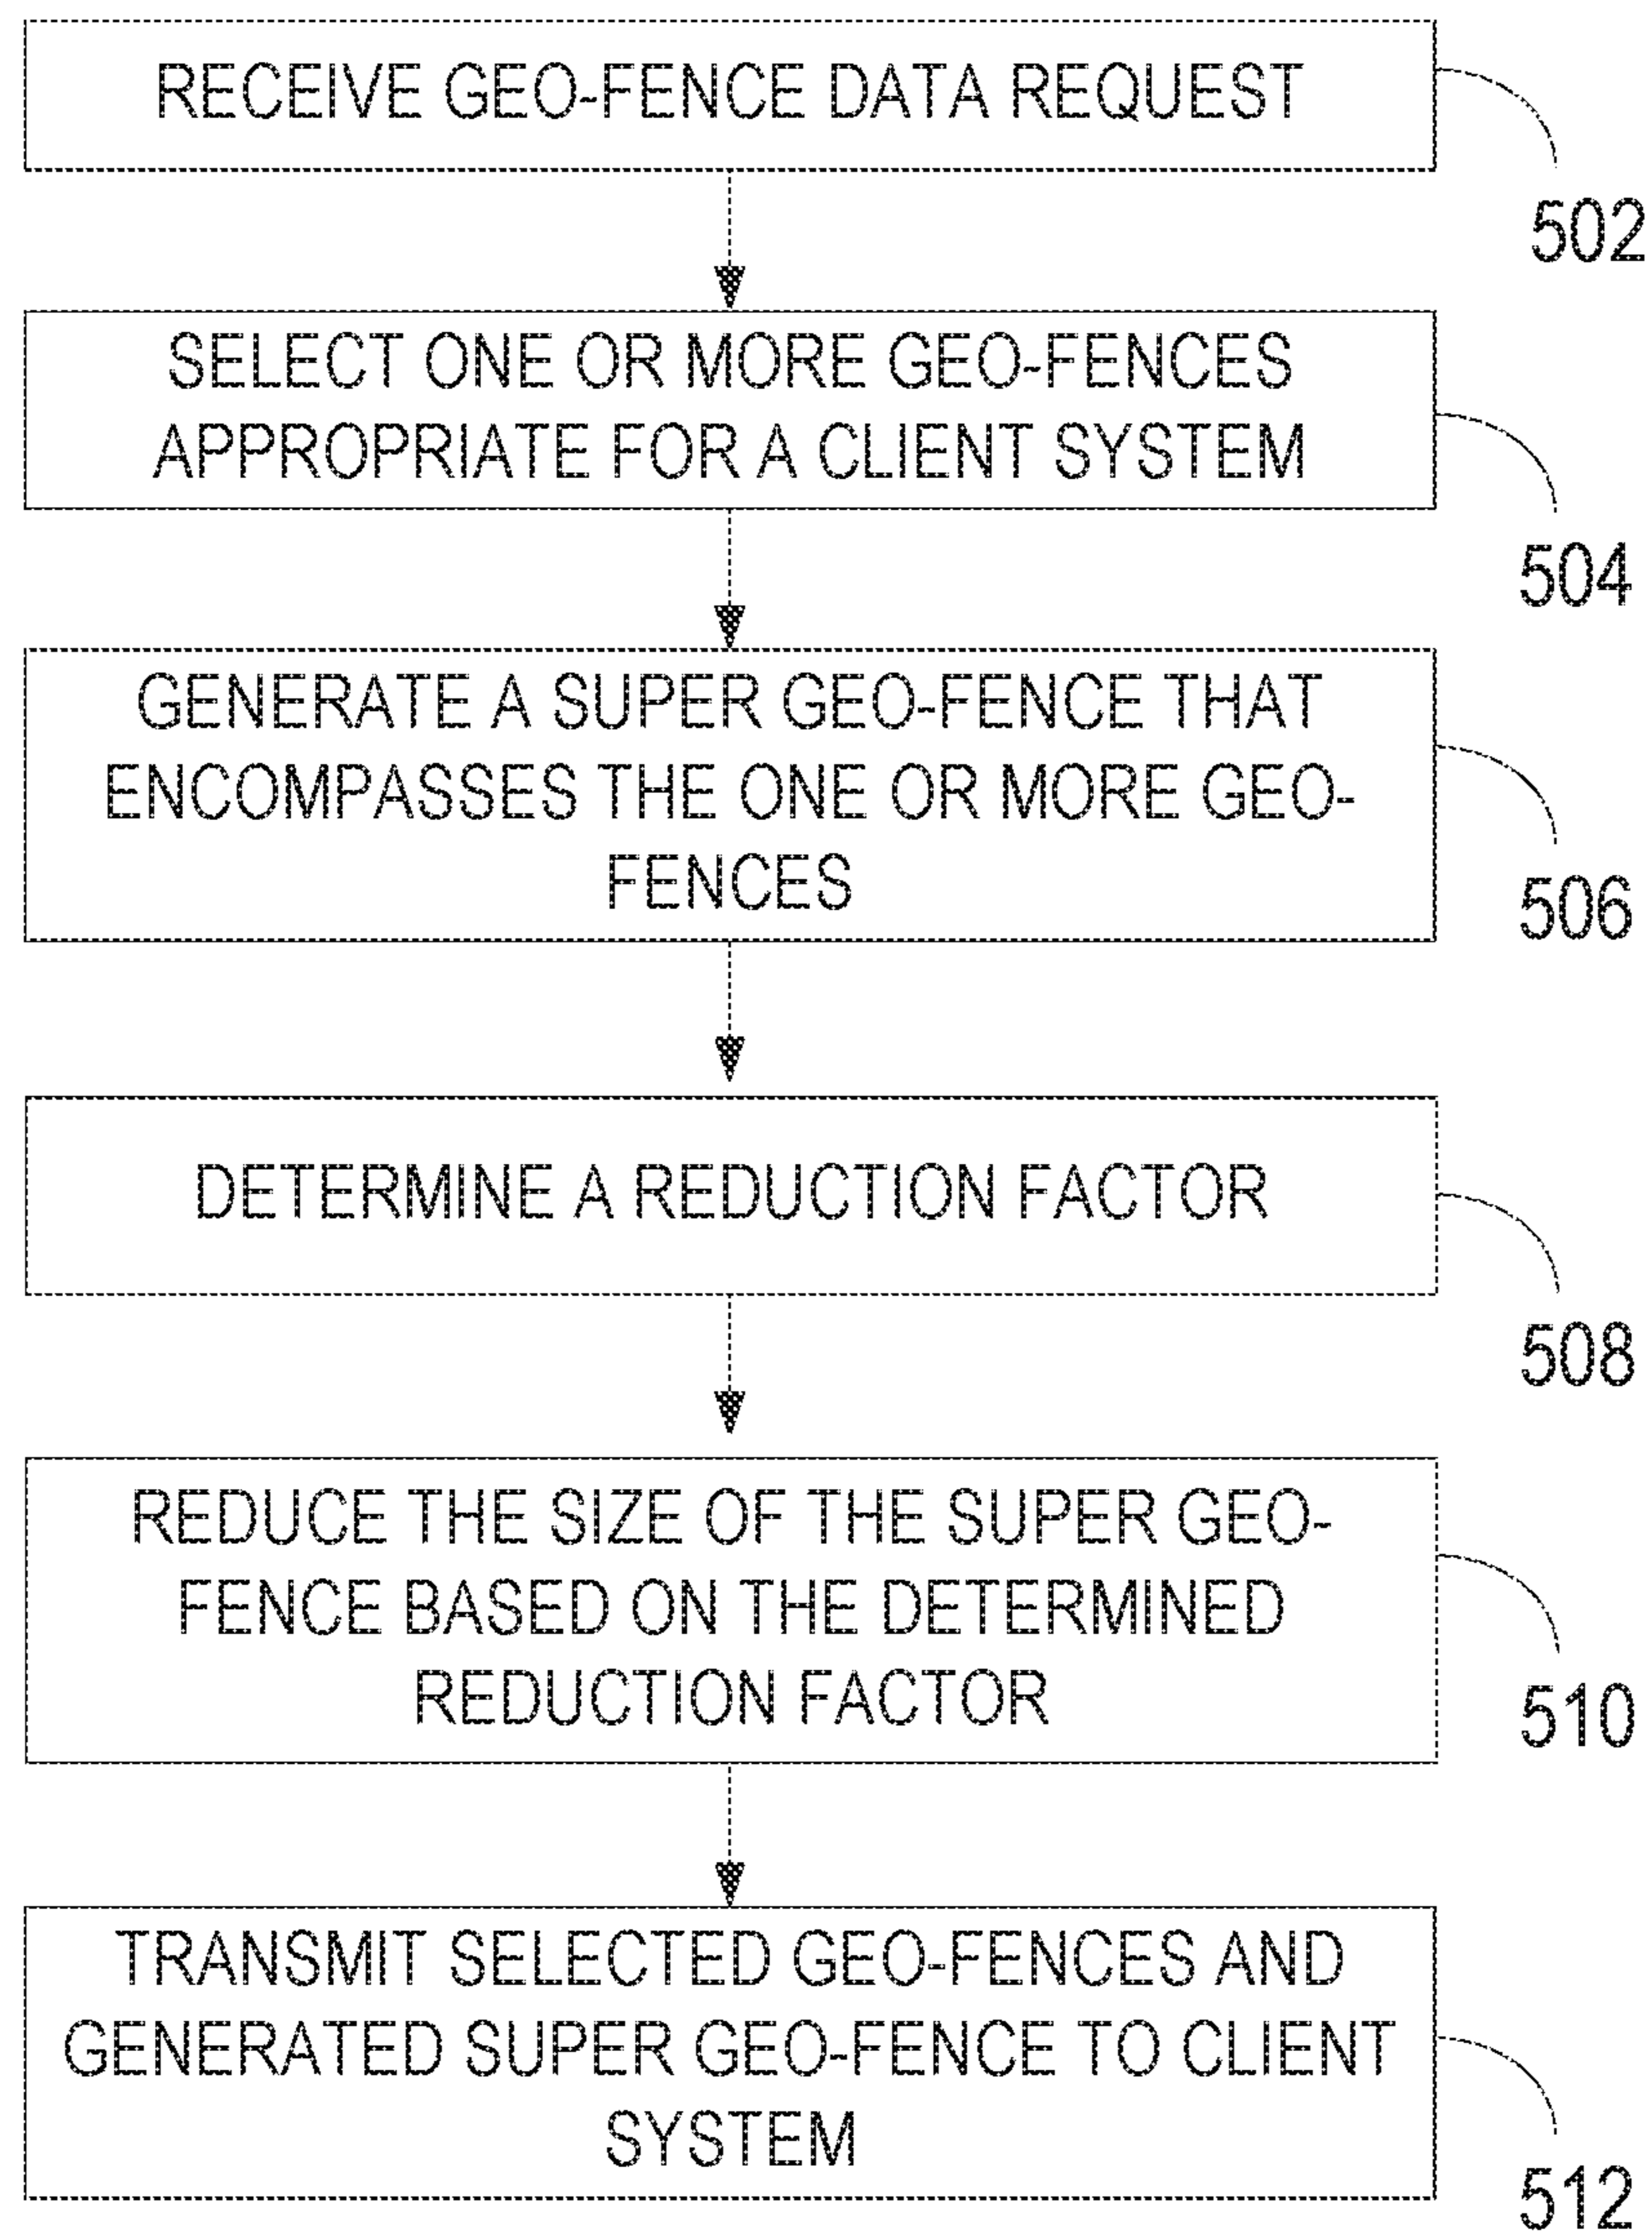 RECEIVE GEO-FENCE DATA REQUEST
502
SELECT ONE OR MORE GEO-FENCES
APPROPRIATE FOR A CLIENT SYSTEM
504
GENERATE A SUPER GEO-FENCE THAT
ENCOMPASSES THE ONE OR MORE GEO-
FENCES
506
DETERMINE A REDUCTION FACTOR
508
REDUCE THE SIZE OF THE SUPER GEO-
FENCE BASED ON THE DETERMINED
REDUCTION FACTOR
510
TRANSMIT SELECTED GEO-FENCES AND
GENERATED SUPER GEO-FENCE TO CLIENT
SYSTEM
512